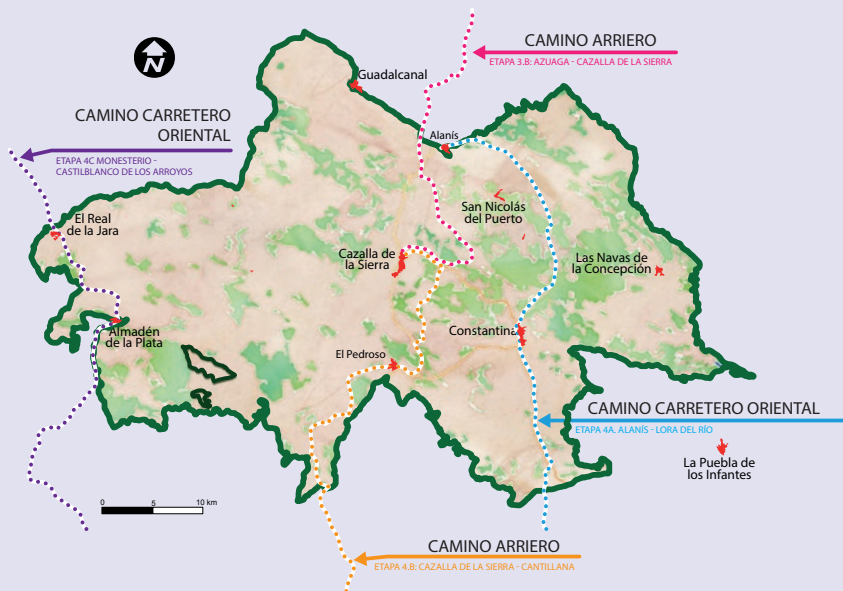 CAMINO ARRIERO
ETAPA 3.B: AZUAGA - CAZALLA DE LA SIERRA
N
Guadalcanal
CAMINO CARRETERO
ORIENTAL
ETAPA 4C MONESTERIO -
CASTILBLANCO DE LOS ARROYOS
Alanís
San Nicolás
del Puerto
El Real
de la Jara
Cazalla de
la Sierra
Las Navas de
la Concepción
Almadén
de la Plata
Constantina
El Pedroso
CAMINO CARRETERO ORIENTAL
ETAPA 4A. ALANÍS - LORA DEL RÍO
La Puebla de
los Infantes
0 5 10 km
CAMINO ARRIERO
ETAPA 4.B: CAZALLA DE LA SIERRA - CANTILLANA